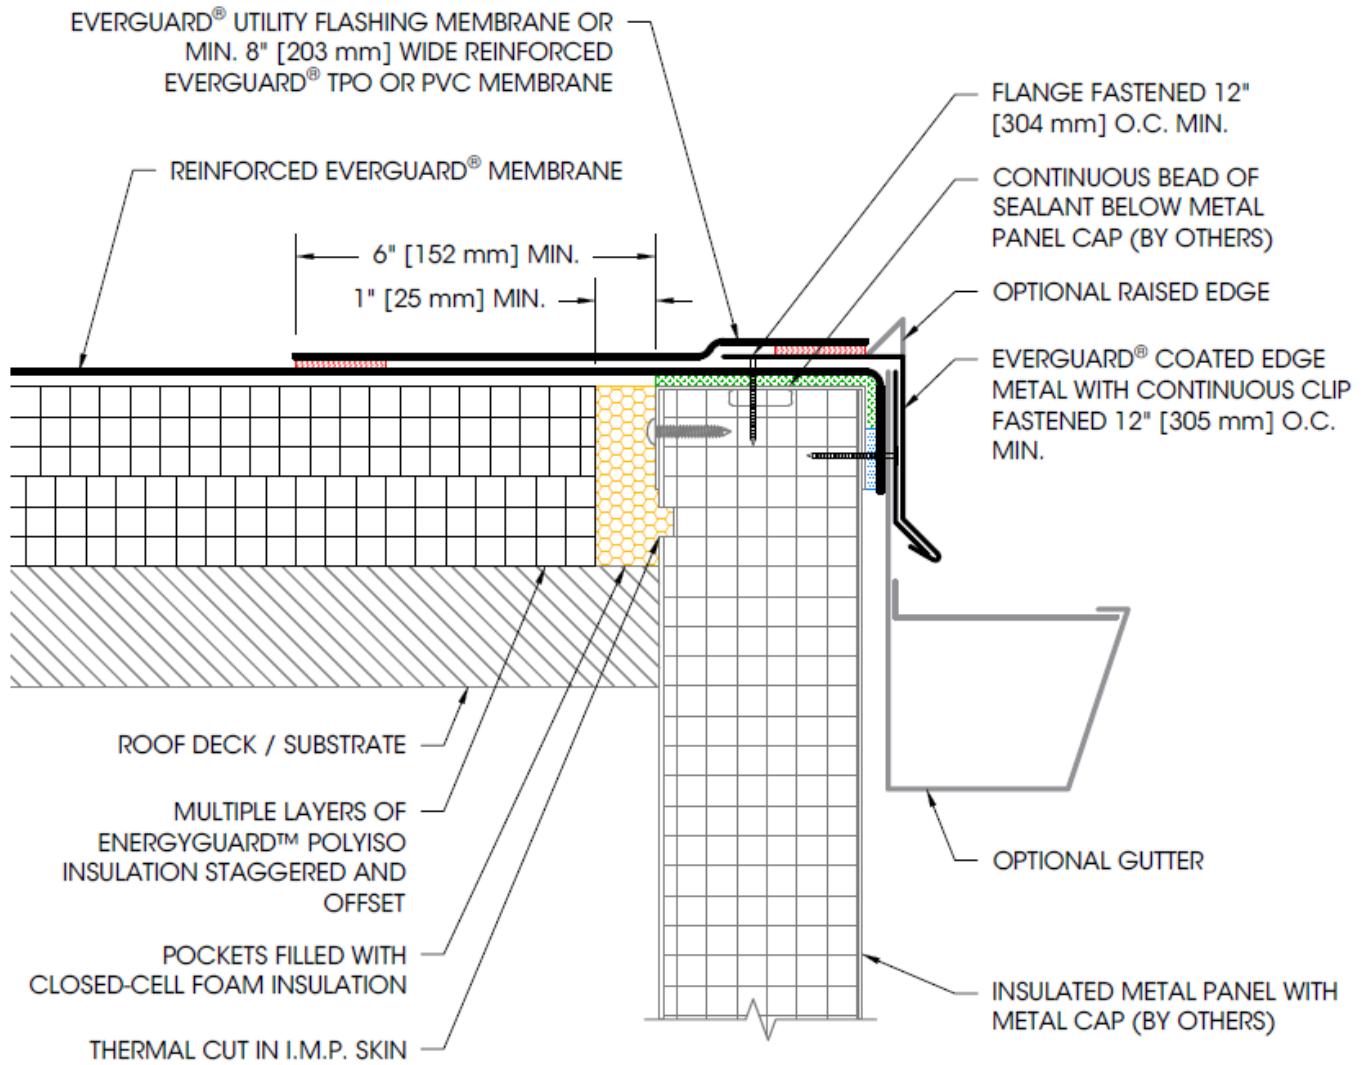 EVERGUARD® UTILITY FLASHING MEMBRANE OR
MIN. 8" [203 mm] WIDE REINFORCED
EVERGUARD® TPO OR PVC MEMBRANE
REINFORCED EVERGUARD® MEMBRANE
6" [152 mm] MIN.
1" [25 mm] MIN.
FLANGE FASTENED 12"
[304 mm] O.C. MIN.
CONTINUOUS BEAD OF
SEALANT BELOW METAL
PANEL CAP (BY OTHERS)
OPTIONAL RAISED EDGE
EVERGUARD® COATED EDGE
METAL WITH CONTINUOUS CLIP
FASTENED 12" [305 mm] O.C.
MIN.
ROOF DECK / SUBSTRATE
MULTIPLE LAYERS OF
ENERGYGUARD™ POLYISO
INSULATION STAGGERED AND
OFFSET
POCKETS FILLED WITH
CLOSED-CELL FOAM INSULATION
THERMAL CUT IN I.M.P. SKIN
OPTIONAL GUTTER
INSULATED METAL PANEL WITH
METAL CAP (BY OTHERS)